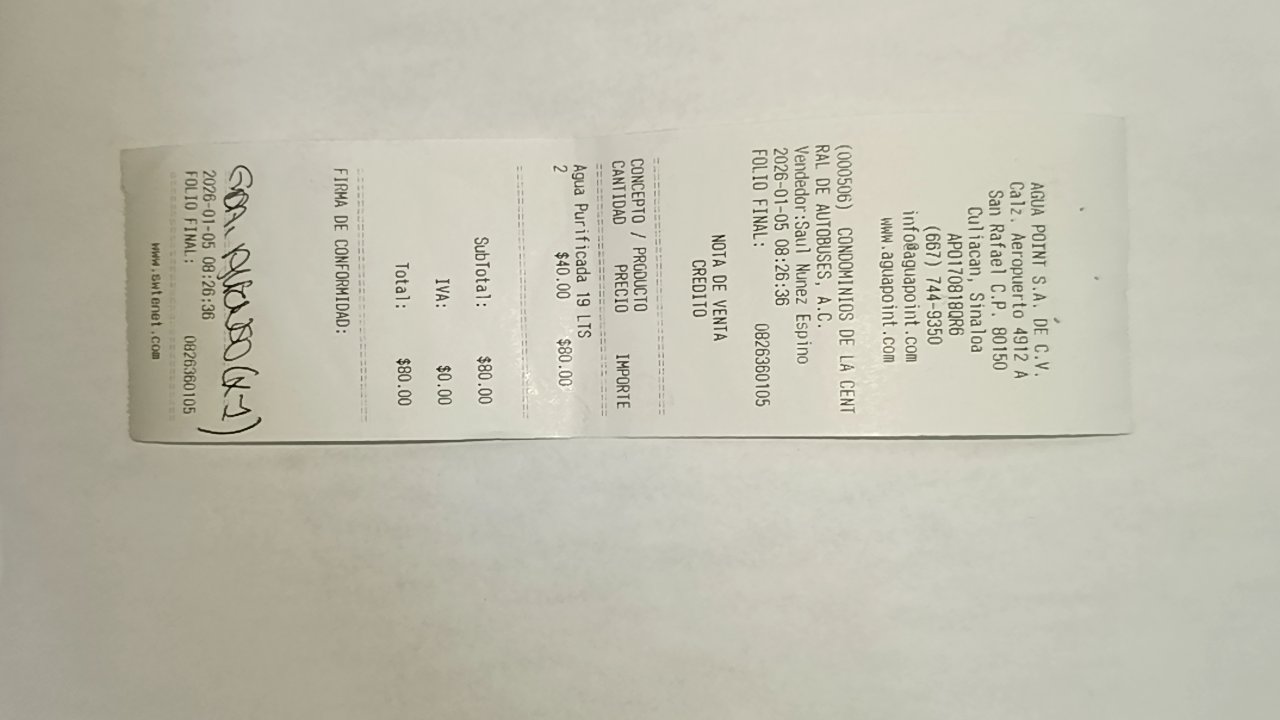 AGUA POINT S.A. DE C.V.
Calz. Aeropuerto 4912 A
San Rafael C.P. 80150
Culiacan, Sinaloa
APO170818QR6
(667) 744-9350
info@aguapoint.com
www.aguapoint.com
(000506) CONDOMINIOS DE LA CENT
RAL DE AUTOBUSES, A.C.
Vendedor:Saul Nunez Espino
2026-01-05 08:26:36
FOLIO FINAL: 0826360105
NOTA DE VENTA
CREDITO
CONCEPTO / PRODUCTO
CANTIDAD PRECIO IMPORTE
Agua Purificada 19 LTS
2 $40.00 $80.00
SubTotal: $80.00
IVA: $0.00
Total: $80.00
FIRMA DE CONFORMIDAD:
2026-01-05 08:26:36
FOLIO FINAL: 0826360105
www.ewtenet.com